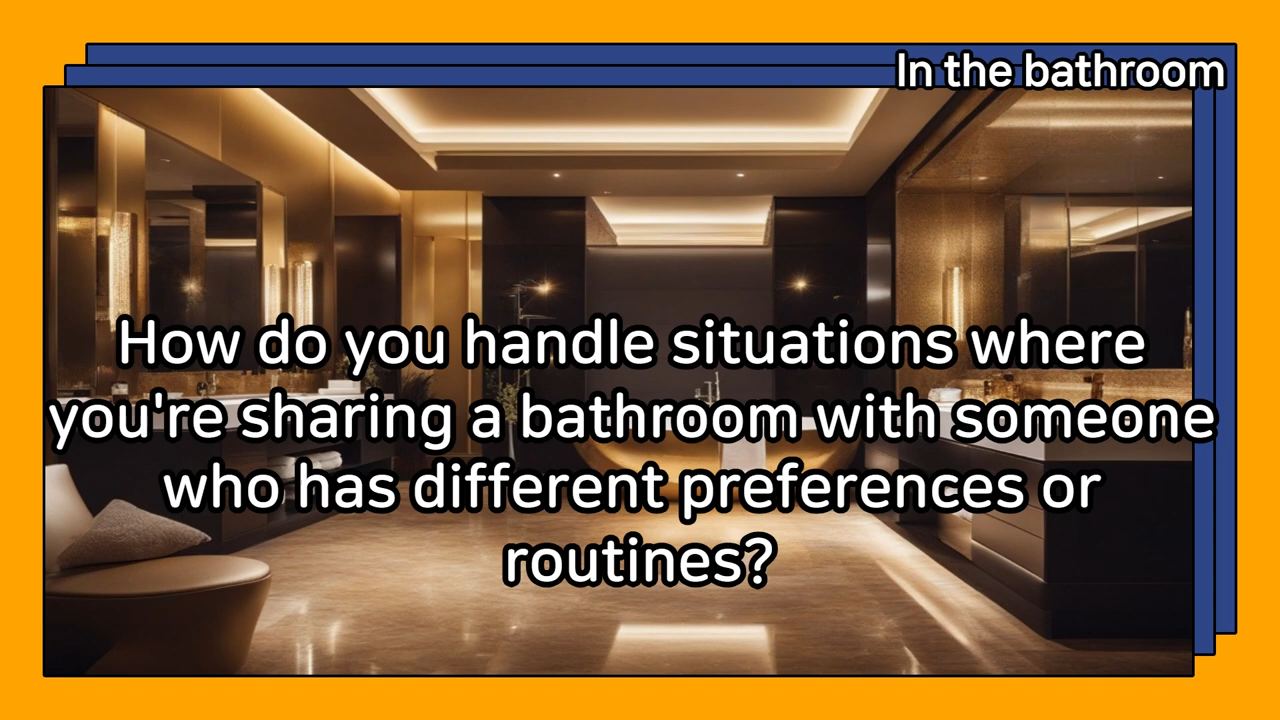 In the bathroom
How do you handle situations where
you're sharing a bathroom with someone
who has different preferences or
routines?